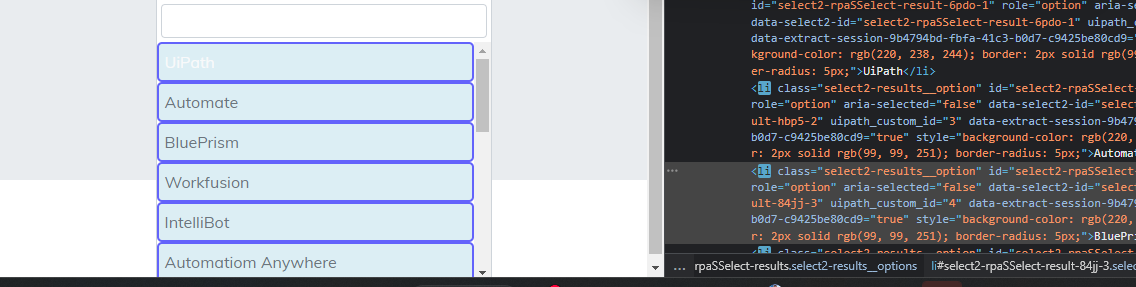 UiPath
Automate
BluePrism
Workfusion
IntelliBot
Automatiom Anywhere
id="select2-rpaSSelect-result-6pdo-1" role="option" aria-se
data-select2-id="select2-rpaSSelect-result-6pdo-1" uipath_c
data-extract-session-9b4794bd-fbfa-41c3-b0d7-c9425be80cd9="
kground-color: rgb(220, 238, 244); border: 2px solid rgb(99
er-radius: 5px;">UiPath</li>
<li class="select2-results__option" id="select2-rpaSSelect-
role="option" aria-selected="false" data-select2-id="select
ult-hbp5-2" uipath_custom_id="3" data-extract-session-9b479
b0d7-c9425be80cd9="true" style="background-color: rgb(220,
r: 2px solid rgb(99, 99, 251); border-radius: 5px;">Automat
<li class="select2-results__option" id="select2-rpaSSelect-
role="option" aria-selected="false" data-select2-id="select
ult-84jj-3" uipath_custom_id="4" data-extract-session-9b479
b0d7-c9425be80cd9="true" style="background-color: rgb(220,
r: 2px solid rgb(99, 99, 251); border-radius: 5px;">BluePri
<li class="select2-results__option" id="select2-rpaSSelect-
... rpaSSelect-results.select2-results__options li#select2-rpaSSelect-result-84jj-3.selec